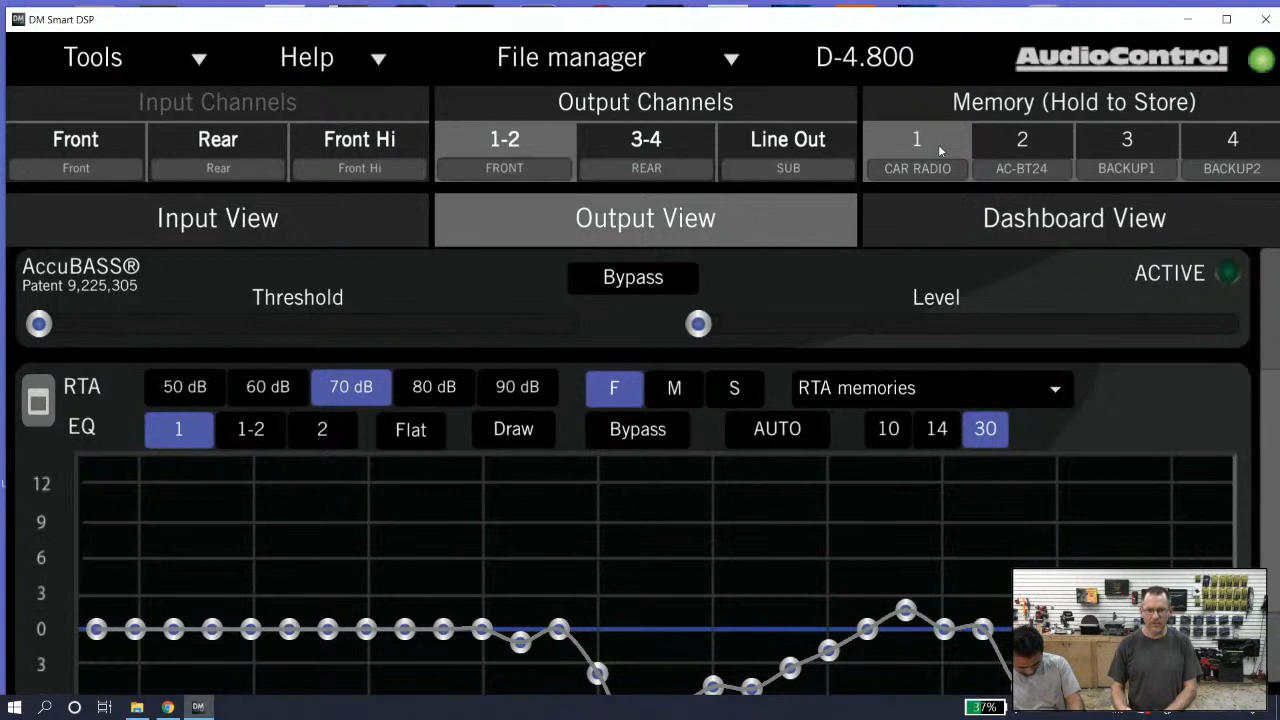 DM Smart DSP
Tools Help File manager D-4.800 AudioControl
Input Channels Output Channels Memory (Hold to Store)
Front Rear Front Hi 1-2 3-4 Line Out 1 2 3 4
Front Rear Front Hi FRONT REAR SUB CAR RADIO AC-BT24 BACKUP1 BACKUP2
Input View Output View Dashboard View
AccuBASS®
Patent 9,225,305
Bypass
ACTIVE
Threshold Level
RTA 50 dB 60 dB 70 dB 80 dB 90 dB F M S RTA memories
EQ 1 1-2 2 Flat Draw Bypass AUTO 10 14 30
12
9
6
3
0
3
37%